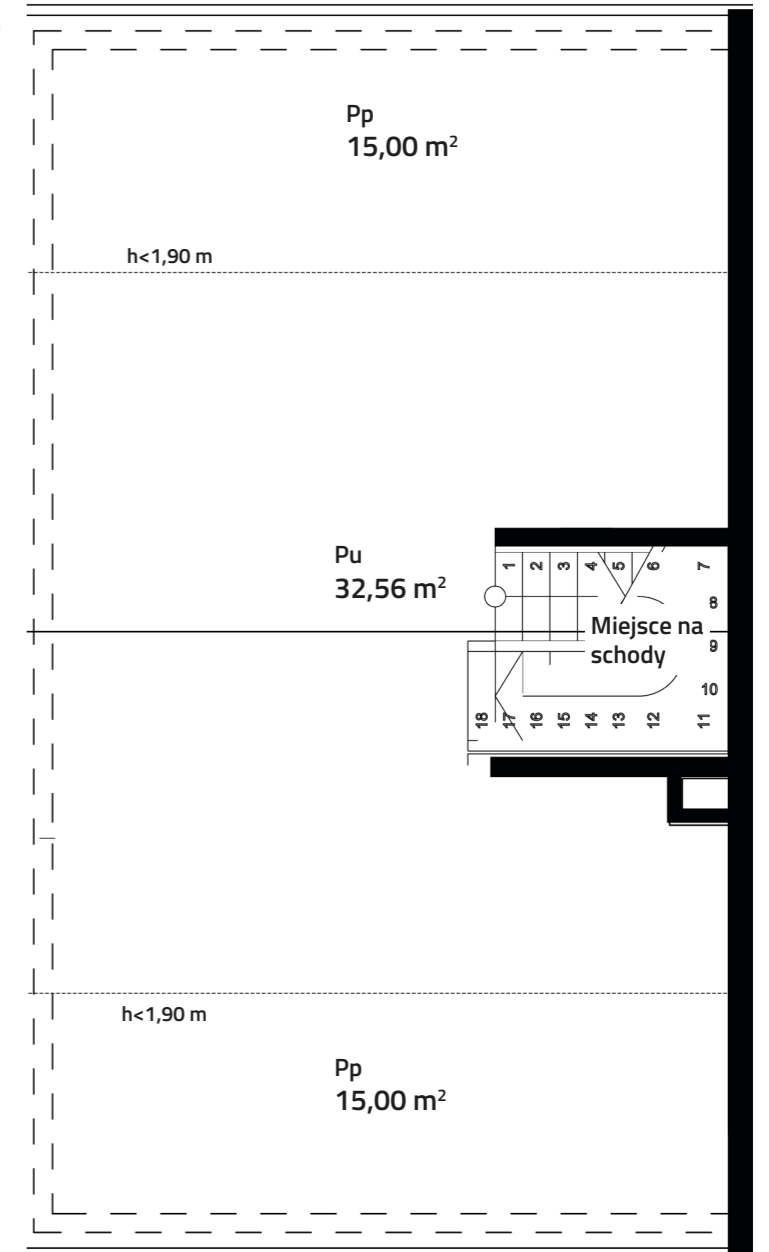 Pp
15,00 m²
h<1,90 m
Pu
32,56 m²
1 2 3 4 5 6 7
8
Miejsce na
schody
9
10
18 17 16 15 14 13 12 11
h<1,90 m
Pp
15,00 m²